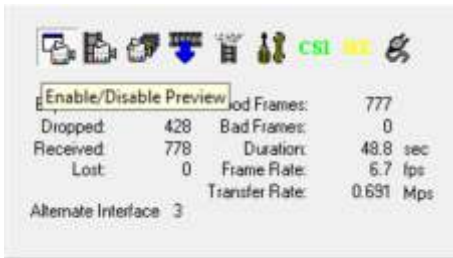 CSI
Enable/Disable Preview ood Frames: 777
Dropped: 428 Bad Frames: 0
Received: 778 Duration: 48.8 sec
Lost: 0 Frame Rate: 6.7 fps
Transfer Rate: 0.691 Mps
Alternate Interface 3